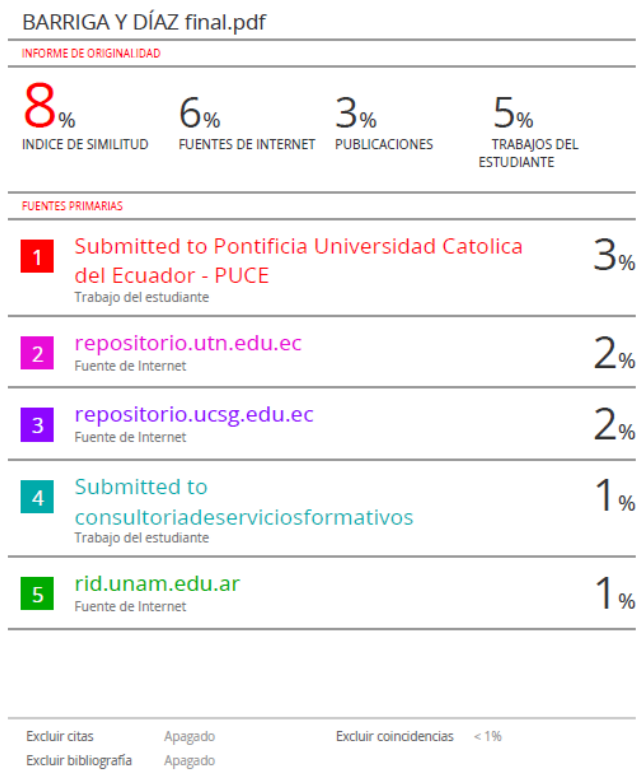 BARRIGA Y DÍAZ final.pdf
INFORME DE ORIGINALIDAD
8%
INDICE DE SIMILITUD
6%
FUENTES DE INTERNET
3%
PUBLICACIONES
5%
TRABAJOS DEL
ESTUDIANTE
FUENTES PRIMARIAS
1
Submitted to Pontificia Universidad Catolica
del Ecuador - PUCE
Trabajo del estudiante
3%
2
repositorio.utn.edu.ec
Fuente de Internet
2%
3
repositorio.ucsg.edu.ec
Fuente de Internet
2%
4
Submitted to
consultoriadeserviciosformativos
Trabajo del estudiante
1%
5
rid.unam.edu.ar
Fuente de Internet
1%
Excluir citas Apagado
Excluir coincidencias < 1%
Excluir bibliografía Apagado